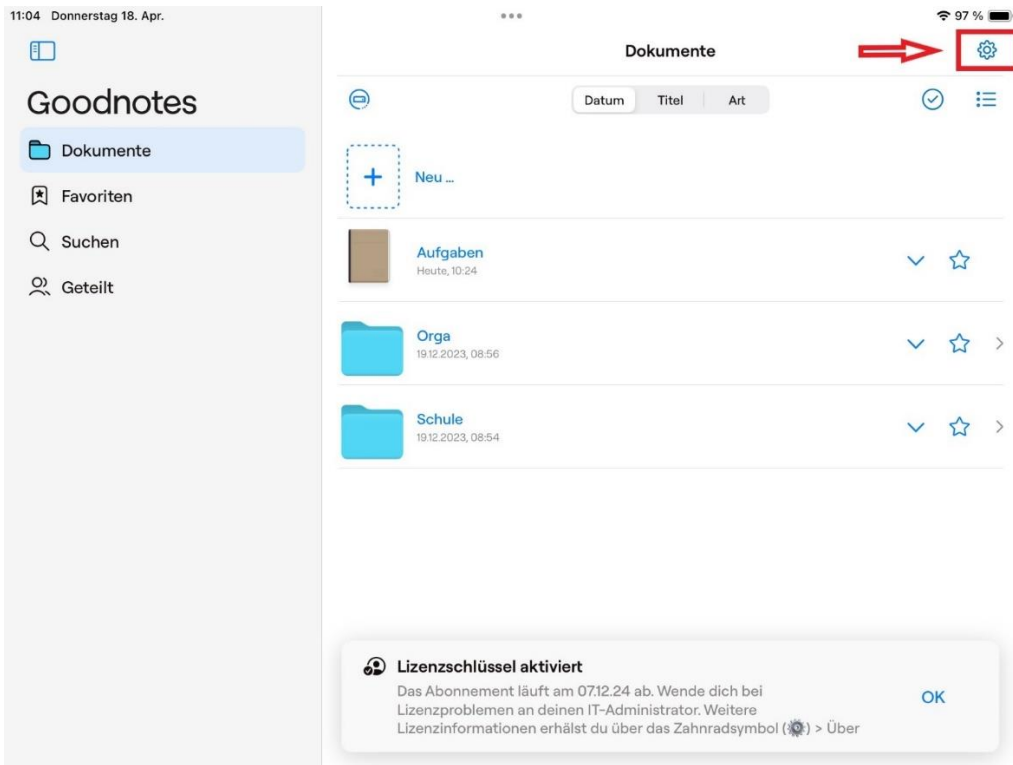 11:04 Donnerstag 18. Apr.
97 %
Dokumente
Goodnotes
Datum Titel Art
Dokumente
Favoriten
Suchen
Geteilt
Neu ...
Aufgaben
Heute, 10:24
Orga
19.12.2023, 08:56
Schule
19.12.2023, 08:54
Lizenzschlüssel aktiviert
Das Abonnement läuft am 07.12.24 ab. Wende dich bei
Lizenzproblemen an deinen IT-Administrator. Weitere
Lizenzinformationen erhälst du über das Zahnradsymbol (⚙️) > Über
OK